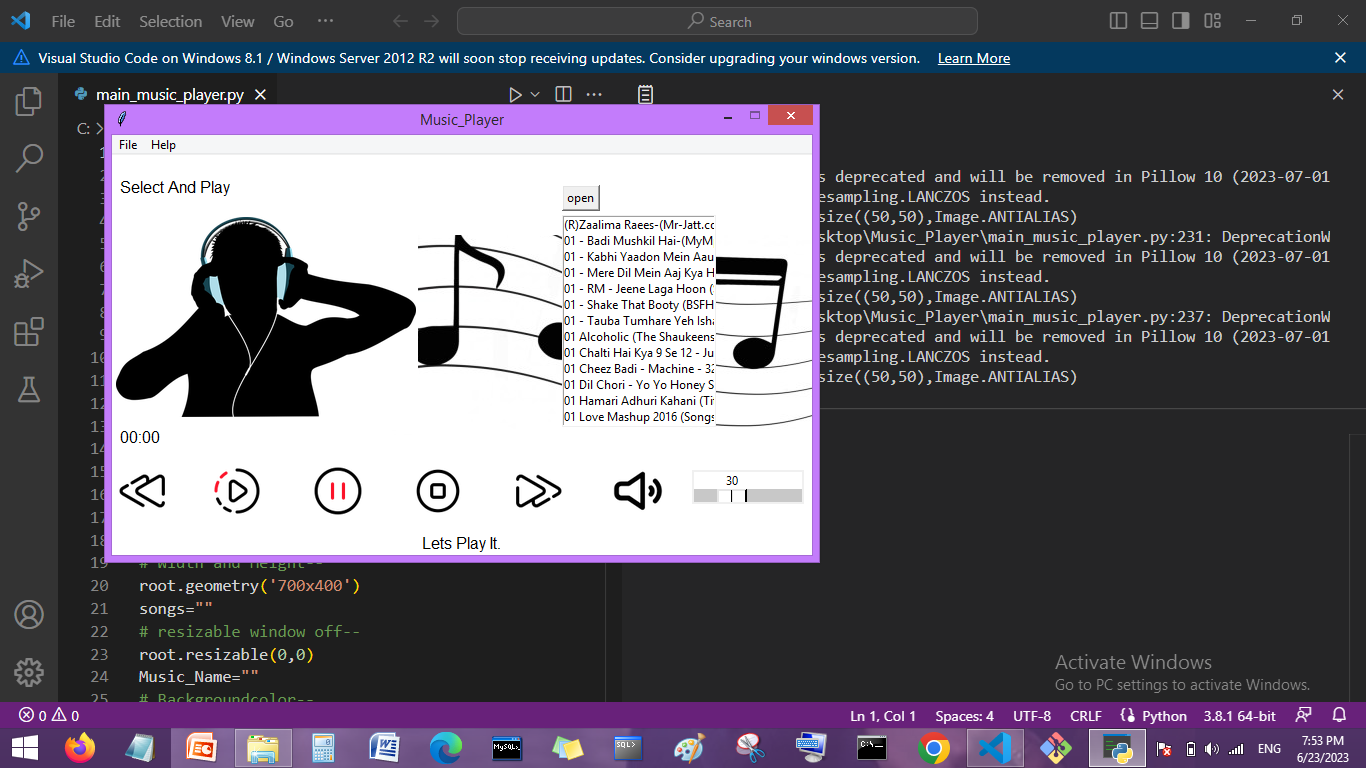 File Edit Selection View Go ···
Search
Visual Studio Code on Windows 8.1 / Windows Server 2012 R2 will soon stop receiving updates. Consider upgrading your windows version. Learn More
main_music_player.py
C:
Music_Player
File Help
Select And Play
open
(R)Zaalima Raees-(Mr-Jatt.co
01 - Badi Mushkil Hai-(MyM
01 - Kabhi Yaadon Mein Aau
01 - Mere Dil Mein Aaj Kya H
01 - RM - Jeene Laga Hoon (
01 - Shake That Booty (BSFH
01 - Tauba Tumhare Yeh Isha
01 Alcoholic (The Shaukeens
01 Chalti Hai Kya 9 Se 12 - Ju
01 Cheez Badi - Machine - 32
01 Dil Chori - Yo Yo Honey S
01 Hamari Adhuri Kahani (Ti
01 Love Mashup 2016 (Songs
00:00
30
Lets Play It.
s deprecated and will be removed in Pillow 10 (2023-07-01
esampling.LANCZOS instead.
size((50,50),Image.ANTIALIAS)
sktop\Music_Player\main_music_player.py:231: DeprecationW
s deprecated and will be removed in Pillow 10 (2023-07-01
esampling.LANCZOS instead.
size((50,50),Image.ANTIALIAS)
sktop\Music_Player\main_music_player.py:237: DeprecationW
s deprecated and will be removed in Pillow 10 (2023-07-01
esampling.LANCZOS instead.
size((50,50),Image.ANTIALIAS)
10
11
12
13
14
15
16
17
18
19 # Width and height--
20 root.geometry('700x400')
21 songs=""
22 # resizable window off--
23 root.resizable(0,0)
24 Music_Name=""
25 # Backgroundcolor--
Activate Windows
Go to PC settings to activate Windows.
0 0
Ln 1, Col 1 Spaces: 4 UTF-8 CRLF Python 3.8.1 64-bit
MySQL
SQL>
C:\
ENG
7:53 PM
6/23/2023